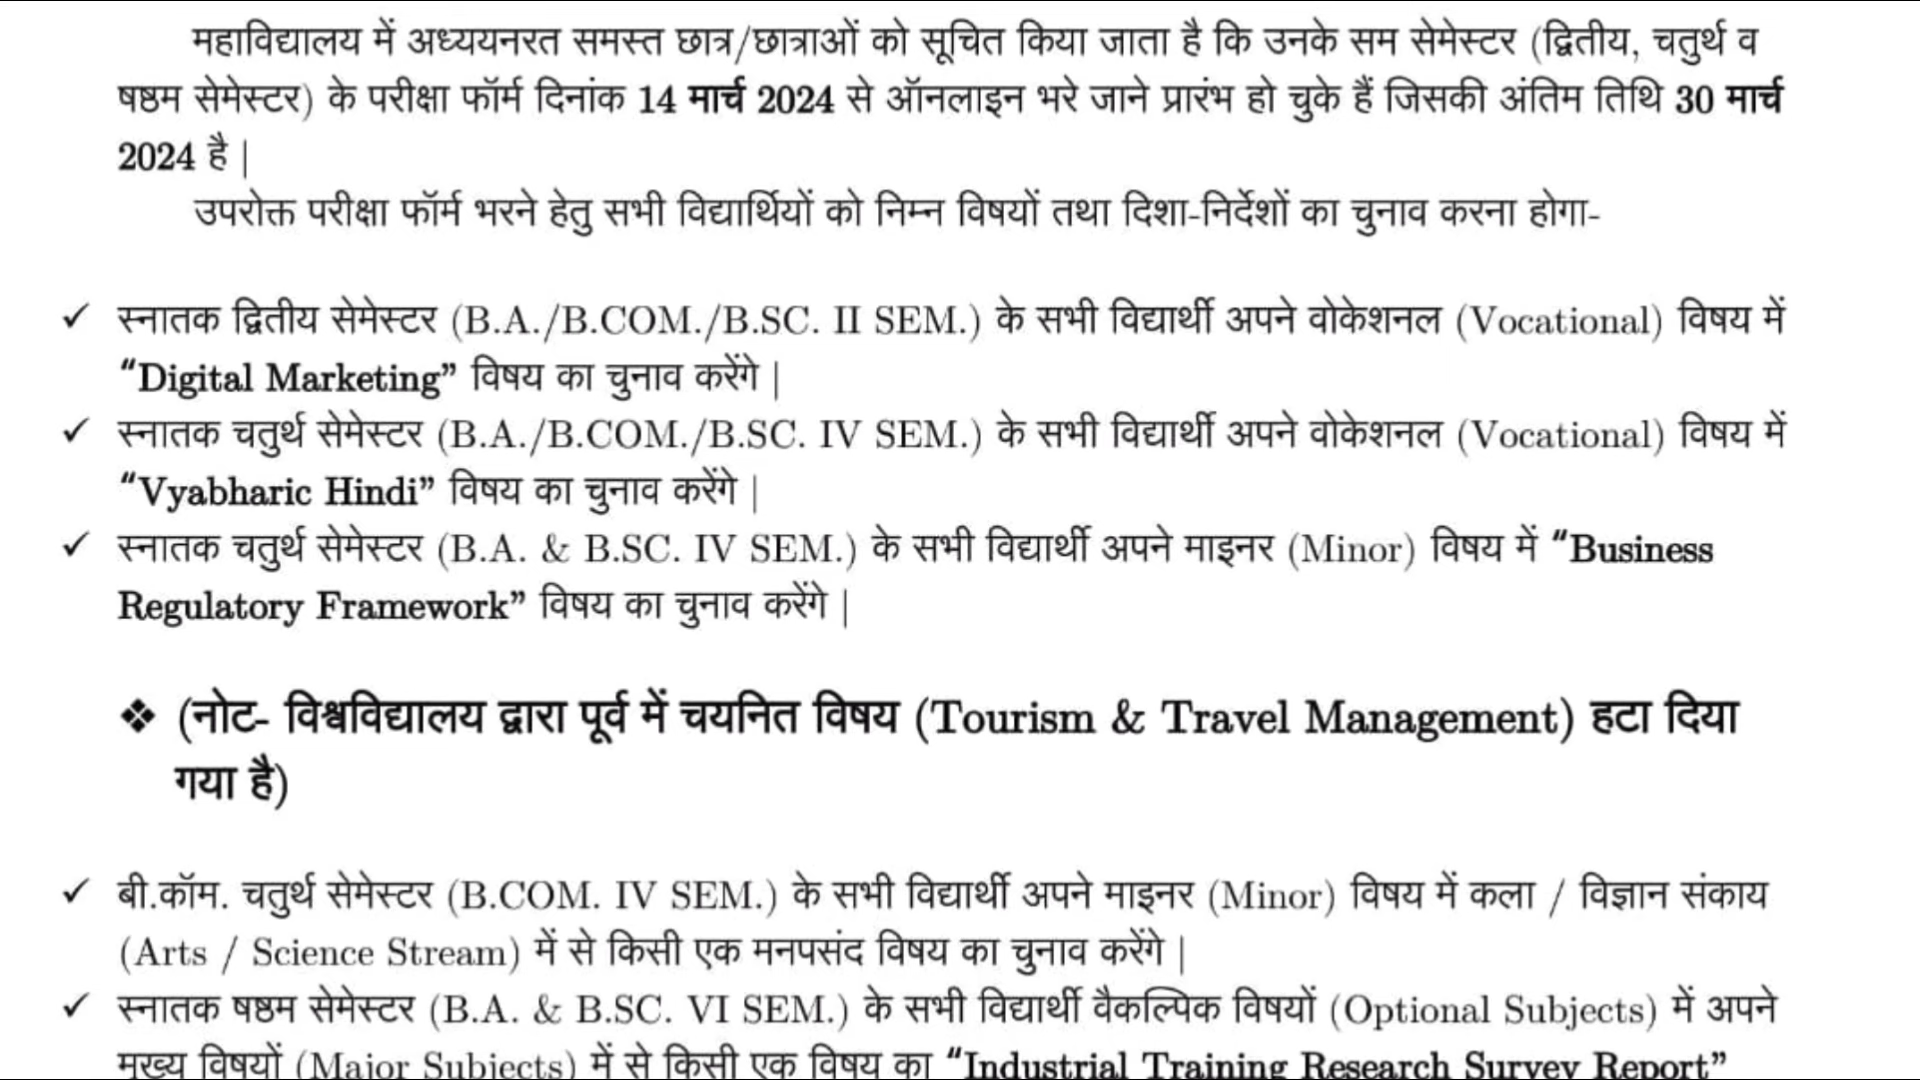 महाविद्यालय में अध्ययनरत समस्त छात्र/छात्राओं को सूचित किया जाता है कि उनके सम सेमेस्टर (द्वितीय, चतुर्थ व
षष्ठम सेमेस्टर) के परीक्षा फॉर्म दिनांक 14 मार्च 2024 से ऑनलाइन भरे जाने प्रारंभ हो चुके हैं जिसकी अंतिम तिथि 30 मार्च
2024 है |
उपरोक्त परीक्षा फॉर्म भरने हेतु सभी विद्यार्थियों को निम्न विषयों तथा दिशा-निर्देशों का चुनाव करना होगा-
✓ स्नातक द्वितीय सेमेस्टर (B.A./B.COM./B.SC. II SEM.) के सभी विद्यार्थी अपने वोकेशनल (Vocational) विषय में
“Digital Marketing” विषय का चुनाव करेंगे |
✓ स्नातक चतुर्थ सेमेस्टर (B.A./B.COM./B.SC. IV SEM.) के सभी विद्यार्थी अपने वोकेशनल (Vocational) विषय में
“Vyabharic Hindi” विषय का चुनाव करेंगे |
✓ स्नातक चतुर्थ सेमेस्टर (B.A. & B.SC. IV SEM.) के सभी विद्यार्थी अपने माइनर (Minor) विषय में “Business
Regulatory Framework” विषय का चुनाव करेंगे |
❖ (नोट- विश्वविद्यालय द्वारा पूर्व में चयनित विषय (Tourism & Travel Management) हटा दिया
गया है)
✓ बी.कॉम. चतुर्थ सेमेस्टर (B.COM. IV SEM.) के सभी विद्यार्थी अपने माइनर (Minor) विषय में कला / विज्ञान संकाय
(Arts / Science Stream) में से किसी एक मनपसंद विषय का चुनाव करेंगे |
✓ स्नातक षष्ठम सेमेस्टर (B.A. & B.SC. VI SEM.) के सभी विद्यार्थी वैकल्पिक विषयों (Optional Subjects) में अपने
मुख्य विषयों (Major Subjects) में से किसी एक विषय का “Industrial Training Research Survey Report”